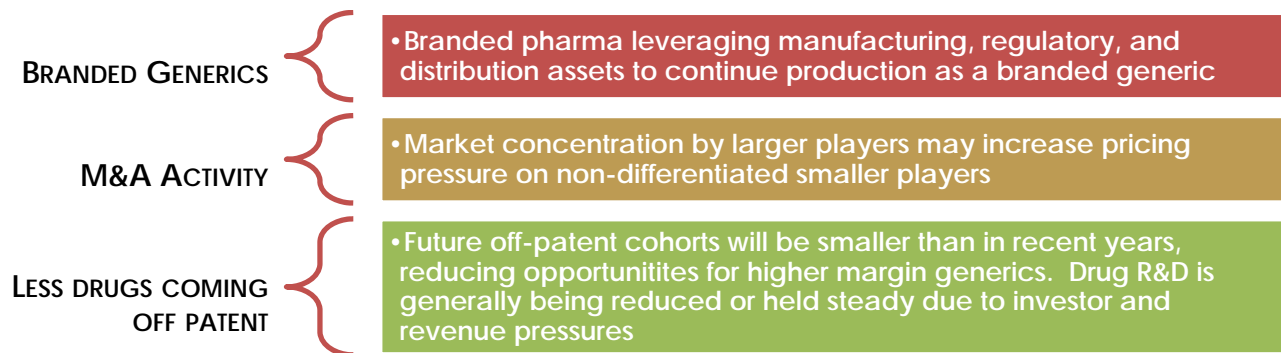 BRANDED GENERICS
•Branded pharma leveraging manufacturing, regulatory, and
distribution assets to continue production as a branded generic
M&A ACTIVITY
•Market concentration by larger players may increase pricing
pressure on non-differentiated smaller players
LESS DRUGS COMING
OFF PATENT
•Future off-patent cohorts will be smaller than in recent years,
reducing opportunitites for higher margin generics. Drug R&D is
generally being reduced or held steady due to investor and
revenue pressures